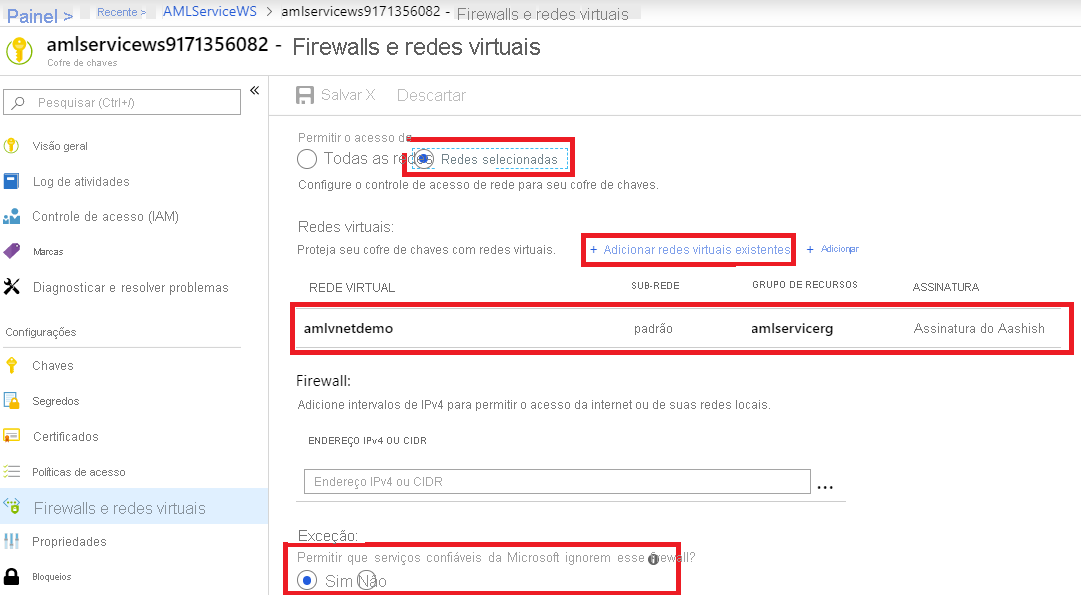 Painel > Recente > AMLServiceWS > amlservicews9171356082 - Firewalls e redes virtuais
amlservicews9171356082 - Firewalls e redes virtuais
Cofre de chaves
Pesquisar (Ctrl+/)
«
Visão geral
Log de atividades
Controle de acesso (IAM)
Marcas
Diagnosticar e resolver problemas
Configurações
Chaves
Segredos
Certificados
Políticas de acesso
Firewalls e redes virtuais
Propriedades
Bloqueios
Salvar X Descartar
Permitir o acesso de
Todas as redes Redes selecionadas
Configure o controle de acesso de rede para seu cofre de chaves.
Redes virtuais:
Proteja seu cofre de chaves com redes virtuais. + Adicionar redes virtuais existentes + Adicionar
REDE VIRTUAL SUB-REDE GRUPO DE RECURSOS ASSINATURA
amlvnetdemo padrão amlservicerg Assinatura do Aashish
Firewall:
Adicione intervalos de IPv4 para permitir o acesso da internet ou de suas redes locais.
ENDEREÇO IPv4 OU CIDR
Endereço IPv4 ou CIDR ...
Exceção:
Permitir que serviços confiáveis da Microsoft ignorem esse firewall?
Sim Não